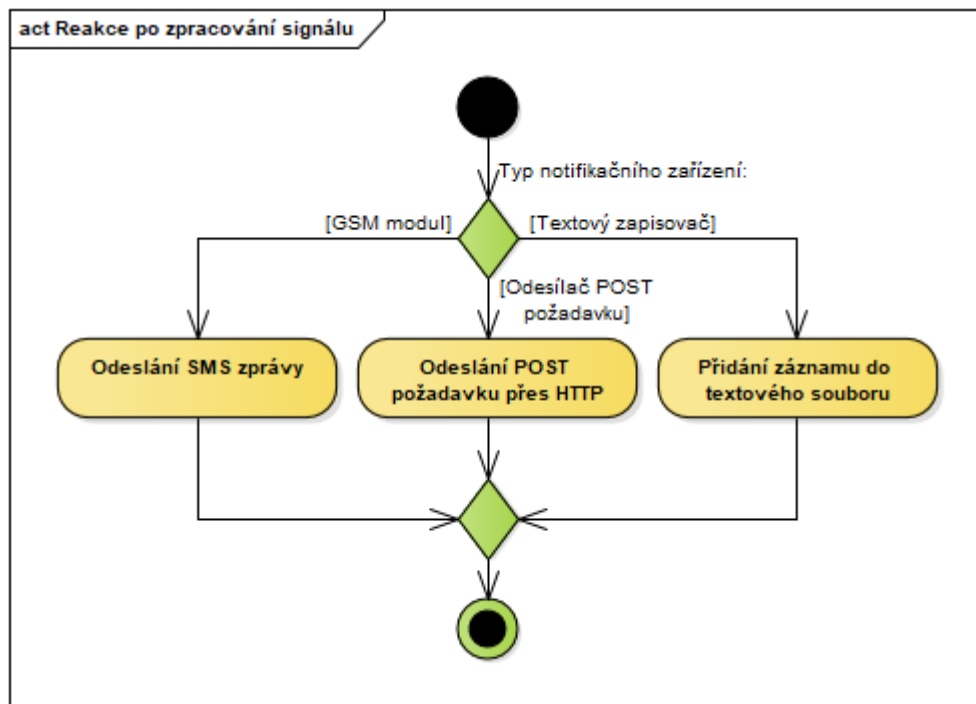 act Reakce po zpracování signálu
Typ notifikačního zařízení:
[GSM modul]
[Textový zapisovač]
[Odesílač POST
požadavku]
Odeslání SMS zprávy
Odeslání POST
požadavku přes HTTP
Přidání záznamu do
textového souboru